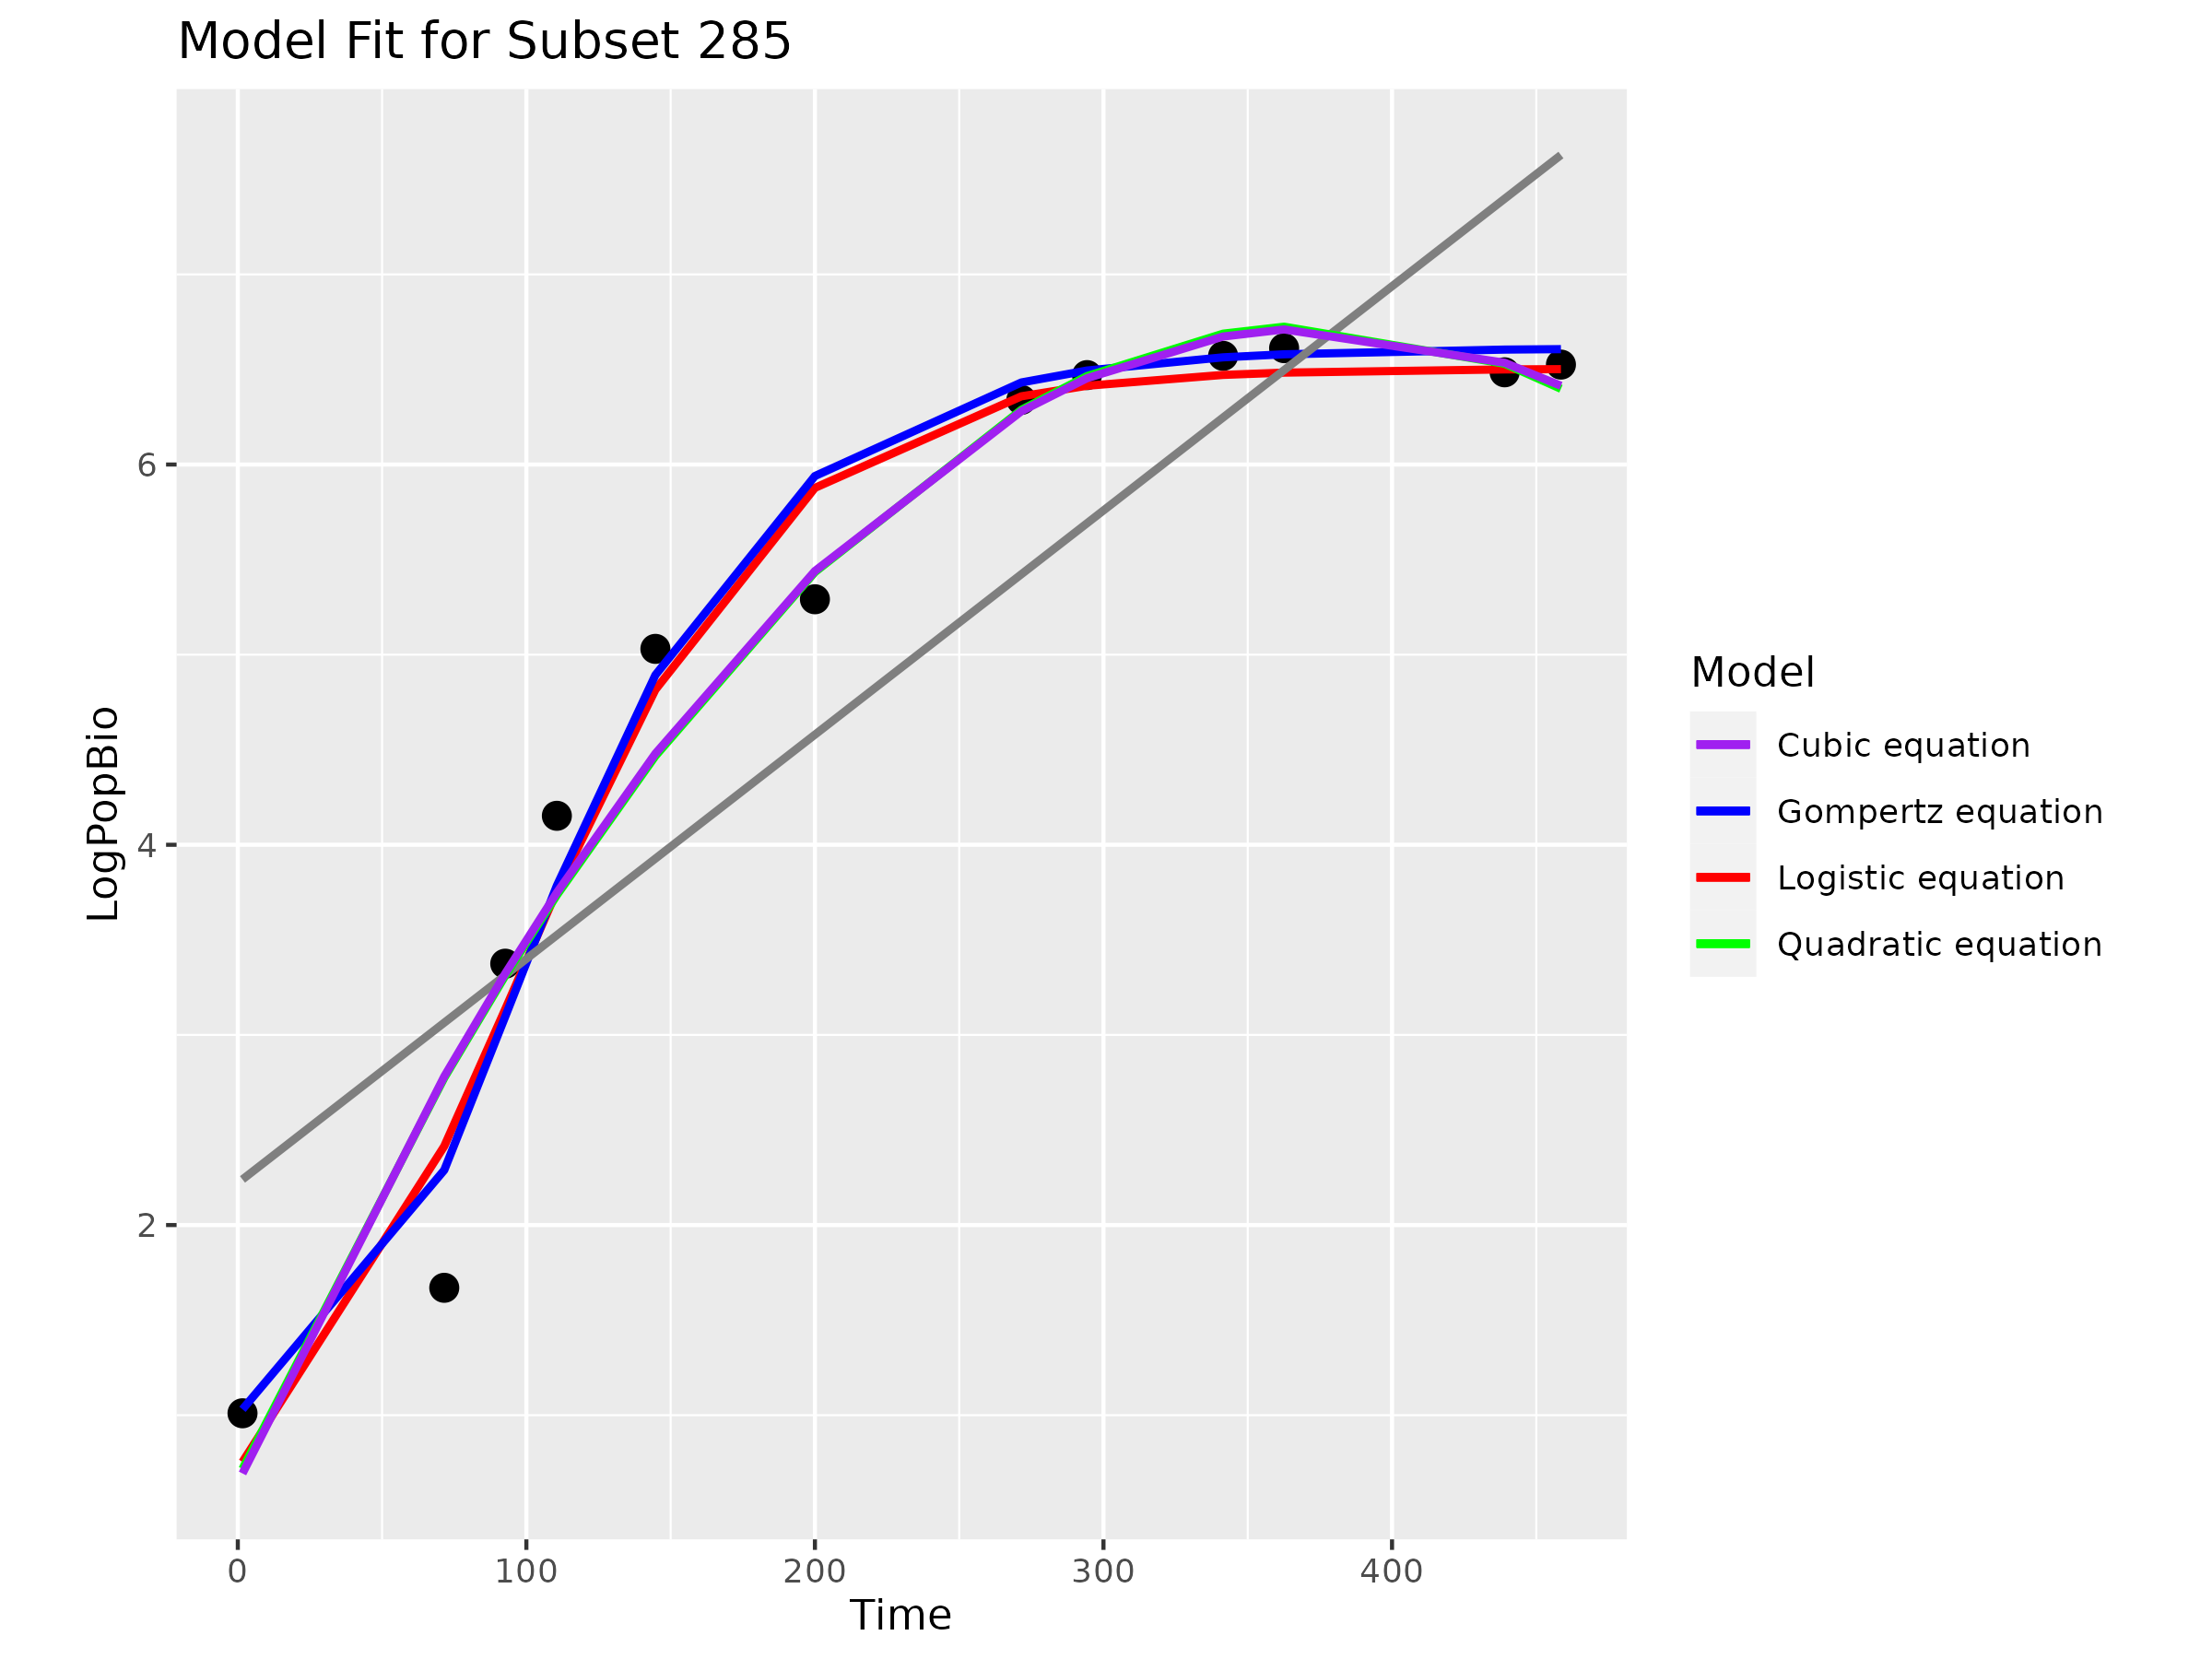 Model Fit for Subset 285
LogPopBio
6
4
2
0 100 200 300 400
Time
Model
Cubic equation
Gompertz equation
Logistic equation
Quadratic equation